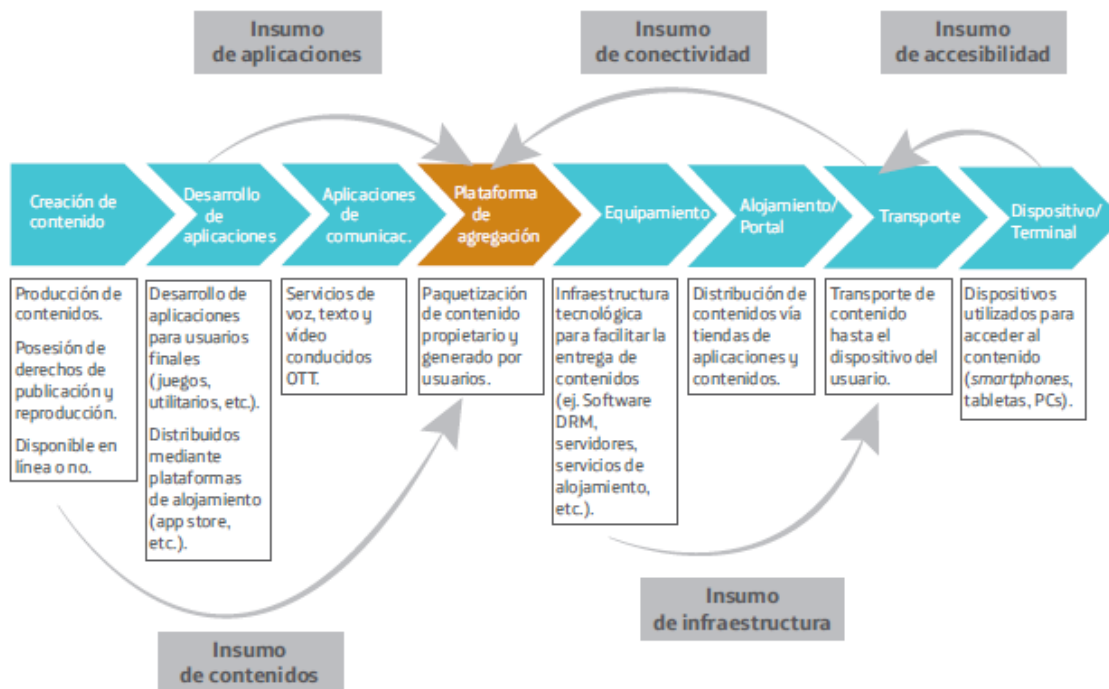 Insumo
de aplicaciones
Insumo
de conectividad
Insumo
de accesibilidad
Creación de
contenido
Desarrollo
de
aplicaciones
Aplicaciones
de
comunicac.
Plataforma
de
agregación
Equipamiento
Alojamiento/
Portal
Transporte
Dispositivo/
Terminal
Producción de
contenidos.
Posesión de
derechos de
publicación y
reproducción.
Disponible en
línea o no.
Desarrollo de
aplicaciones
para usuarios
finales
(juegos,
utilitarios, etc.).
Distribuidos
mediante
plataformas
de alojamiento
(app store,
etc.).
Servicios de
voz, texto y
vídeo
conducidos
OTT.
Paquetización
de contenido
propietario y
generado por
usuarios.
Infraestructura
tecnológica
para facilitar la
entrega de
contenidos
(ej. Software
DRM,
servidores,
servicios de
alojamiento,
etc.).
Distribución de
contenidos vía
tiendas de
aplicaciones y
contenidos.
Transporte de
contenido
hasta el
dispositivo del
usuario.
Dispositivos
utilizados para
acceder al
contenido
(smartphones,
tabletas, PCs).
Insumo
de contenidos
Insumo
de infraestructura